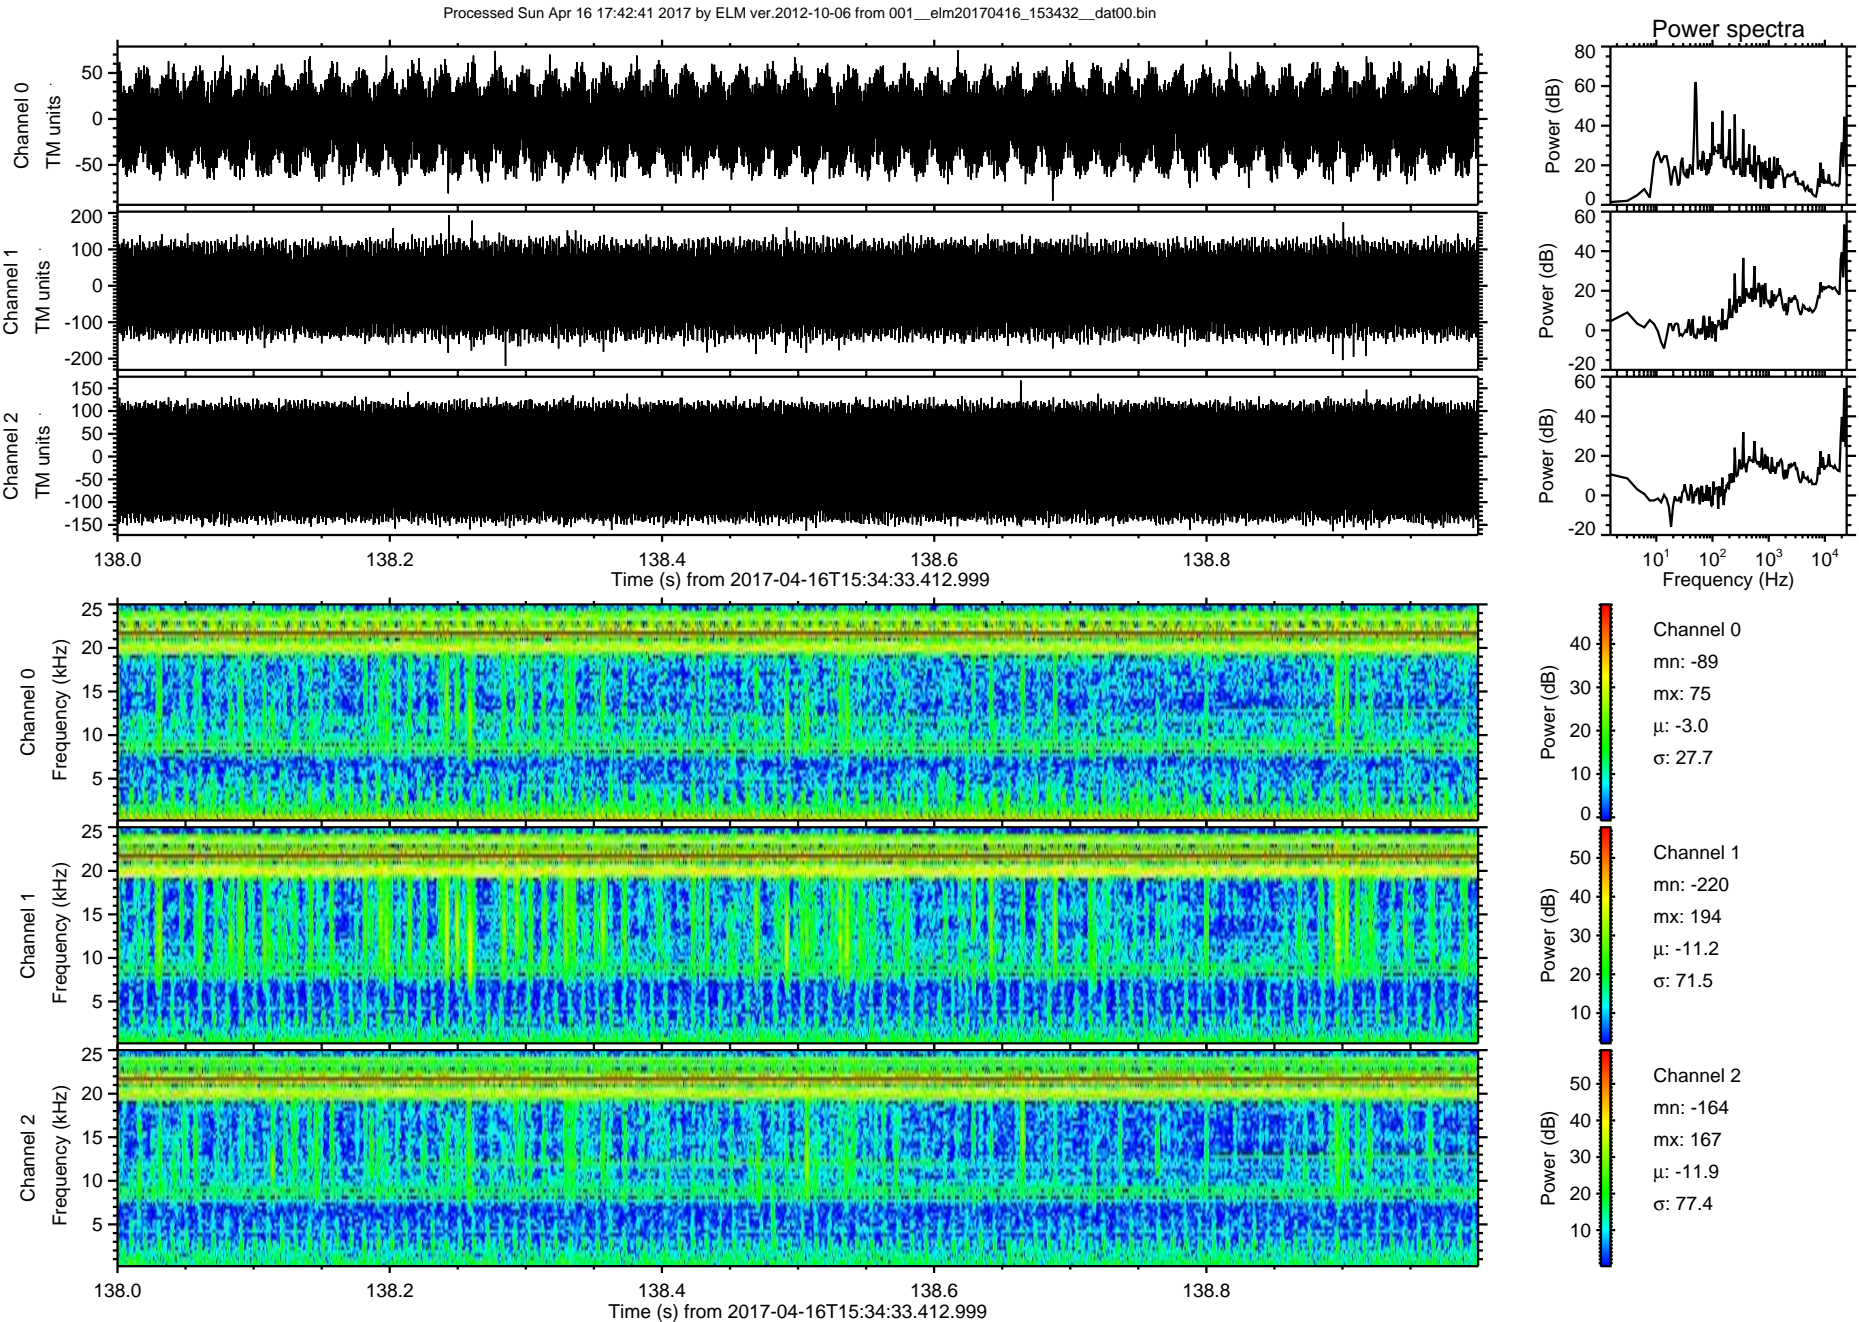 Processed Sun Apr 16 17:42:41 2017 by ELM ver.2012-10-06 from 001__elm20170416_153432__dat00.bin
Power spectra
Channel 0
TM units
50
0
-50
Power (dB)
80
60
40
20
0
Channel 1
TM units
200
100
0
-100
-200
Power (dB)
60
40
20
0
-20
Channel 2
TM units
150
100
50
0
-50
-100
-150
Power (dB)
60
40
20
0
-20
138.0 138.2 138.4 138.6 138.8
Time (s) from 2017-04-16T15:34:33.412.999
10¹ 10² 10³ 10⁴
Frequency (Hz)
Channel 0
Frequency (kHz)
25
20
15
10
5
Power (dB)
40
30
20
10
0
Channel 0
mn: -89
mx: 75
µ: -3.0
σ: 27.7
Channel 1
Frequency (kHz)
25
20
15
10
5
Power (dB)
50
40
30
20
10
Channel 1
mn: -220
mx: 194
µ: -11.2
σ: 71.5
Channel 2
Frequency (kHz)
25
20
15
10
5
Power (dB)
50
40
30
20
10
Channel 2
mn: -164
mx: 167
µ: -11.9
σ: 77.4
138.0 138.2 138.4 138.6 138.8
Time (s) from 2017-04-16T15:34:33.412.999